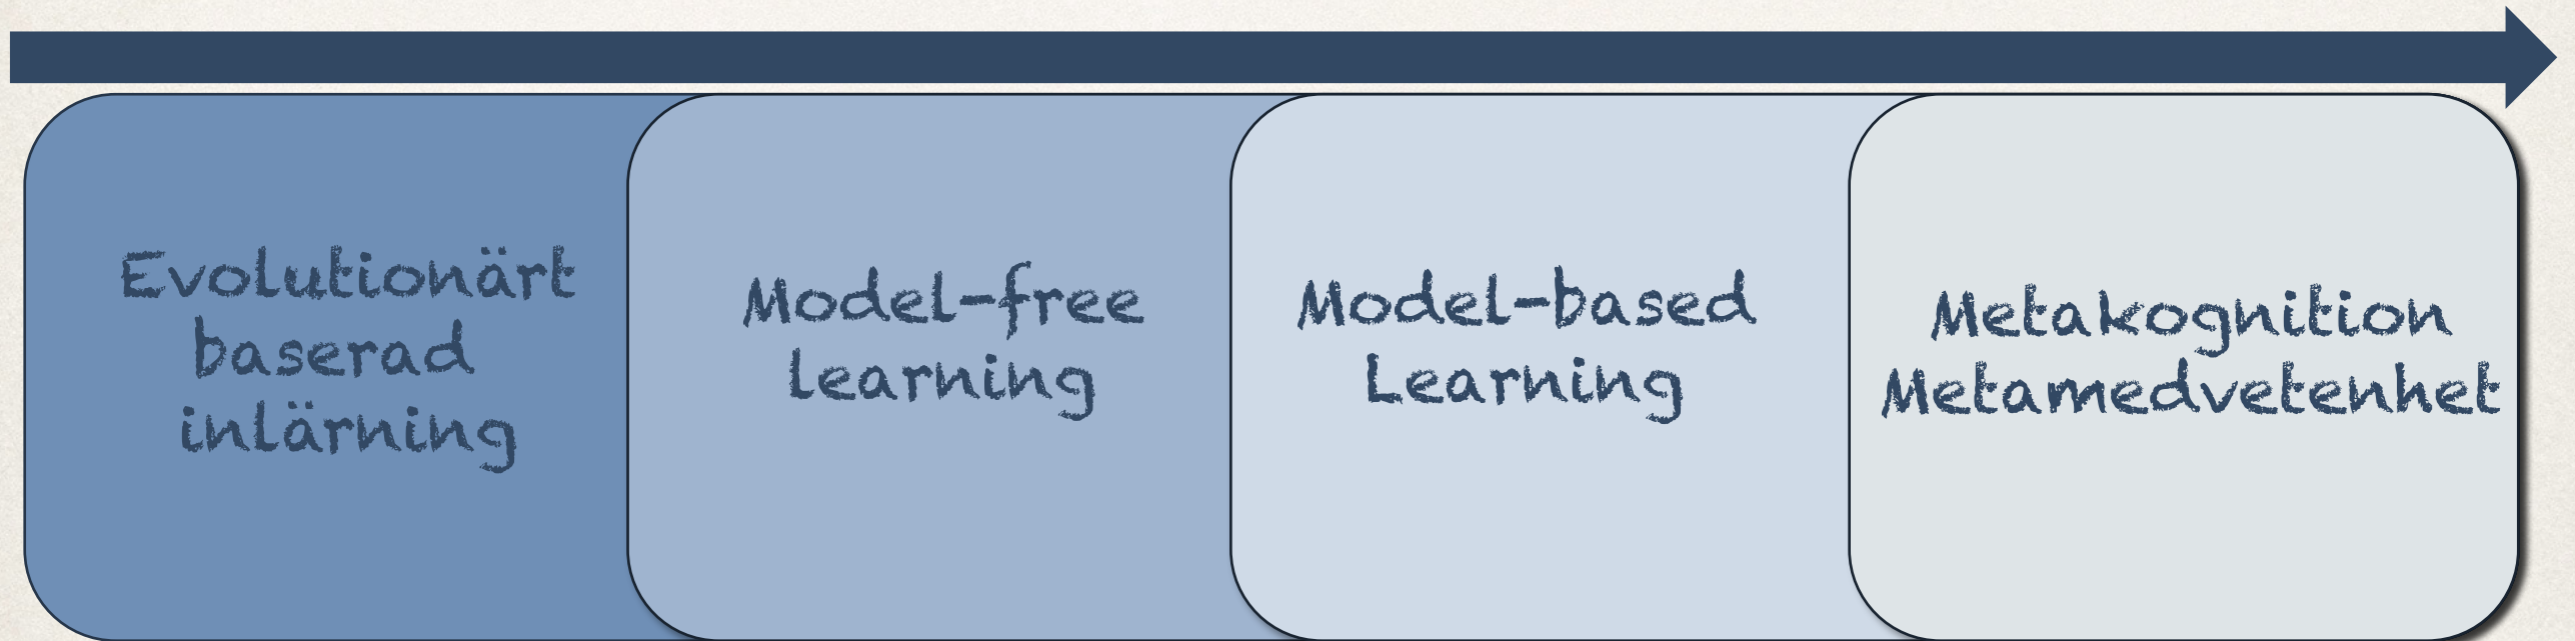 Evolutionärt
baserad
inlärning
Model-free
learning
Model-based
Learning
Metakognition
Metamedvetenhet